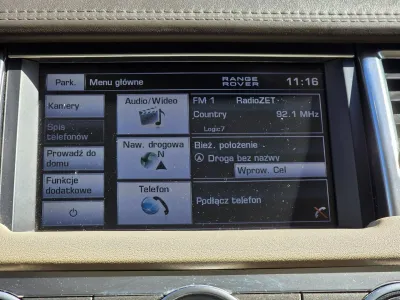 Park.
Menu główne
RANGE ROVER
11:16
Kamery
Spis telefonów
Prowadź do domu
Funkcje dodatkowe
Audio/Video
FM 1 RadioZET
Country 92.1 MHz
Logic7
Naw. drogowa
N
Bież. położenie
Droga bez nazwy
Wprow. Cel
Telefon
Podłącz telefon